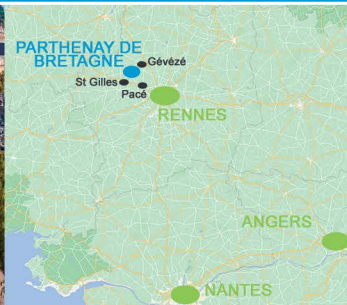 PARTHENAY DE
BRETAGNE
Gévézé
St Gilles
Pacé
RENNES
ANGERS
NANTES